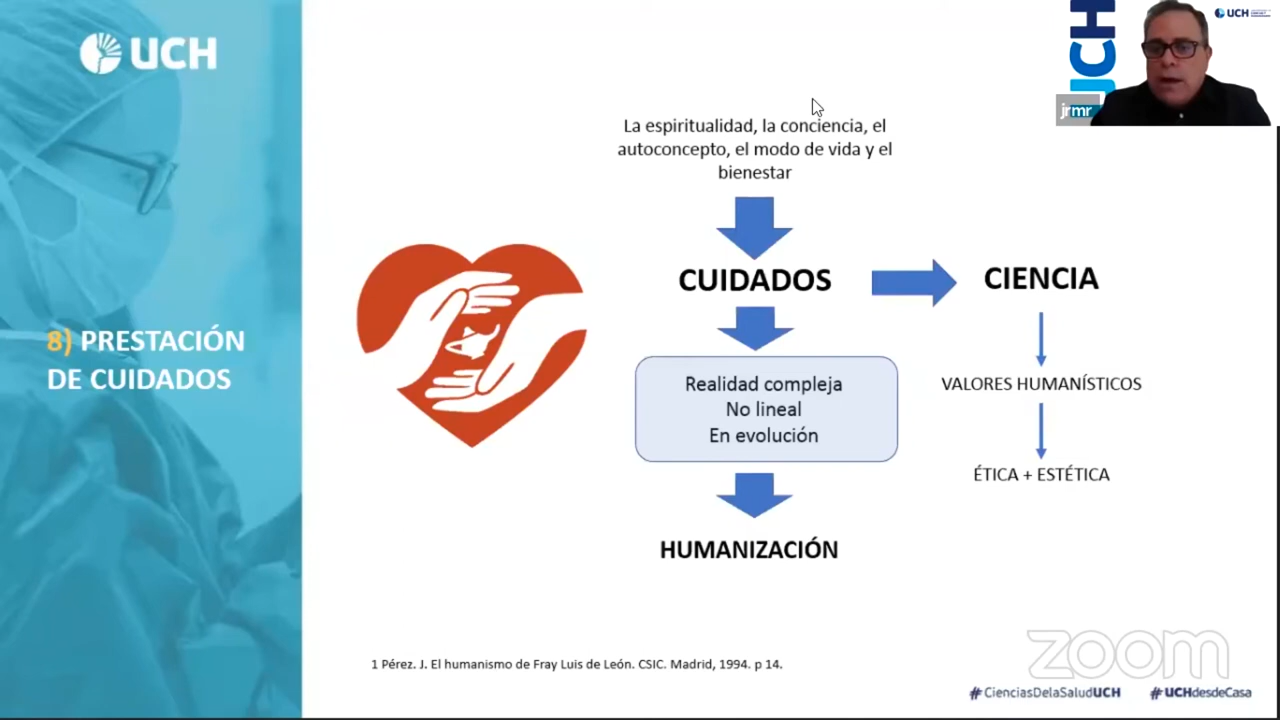 UCH
8) PRESTACIÓN
DE CUIDADOS
La espiritualidad, la conciencia, el
autoconcepto, el modo de vida y el
bienestar
CUIDADOS
CIENCIA
Realidad compleja
No lineal
En evolución
VALORES HUMANÍSTICOS
ÉTICA + ESTÉTICA
HUMANIZACIÓN
1 Pérez. J. El humanismo de Fray Luis de León. CSIC. Madrid, 1994. p 14.
UCH
jrmr
UCH
zoom
#CienciasDelaSaludUCH
#UCHdesdeCasa